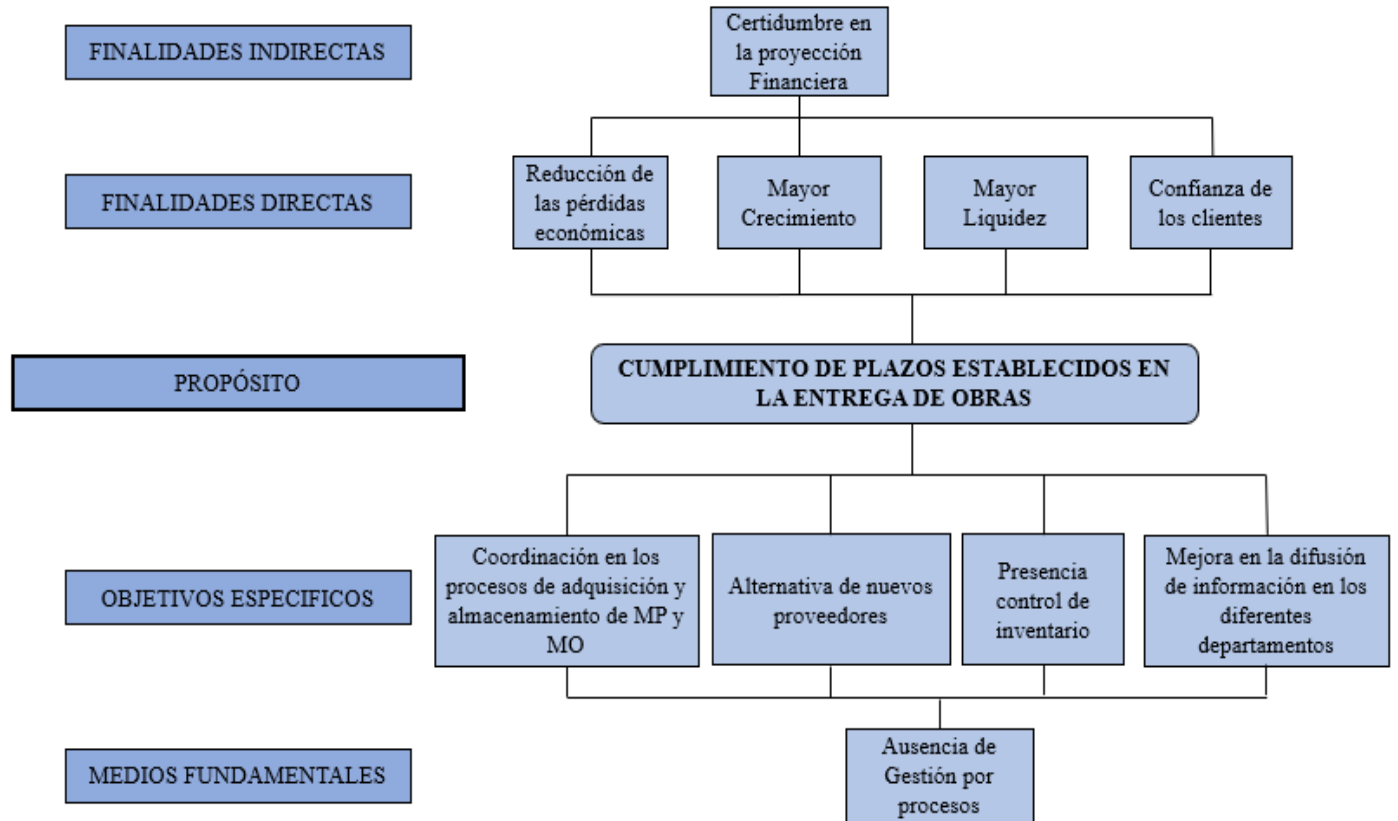 FINALIDADES INDIRECTAS
Certidumbre en
la proyección
Financiera
FINALIDADES DIRECTAS
Reducción de
las pérdidas
económicas
Mayor
Crecimiento
Mayor
Liquidez
Confianza de
los clientes
PROPÓSITO
CUMPLIMIENTO DE PLAZOS ESTABLECIDOS EN
LA ENTREGA DE OBRAS
OBJETIVOS ESPECIFICOS
Coordinación en los
procesos de adquisición y
almacenamiento de MP y
MO
Alternativa de nuevos
proveedores
Presencia
control de
inventario
Mejora en la difusión
de información en los
diferentes
departamentos
MEDIOS FUNDAMENTALES
Ausencia de
Gestión por
procesos